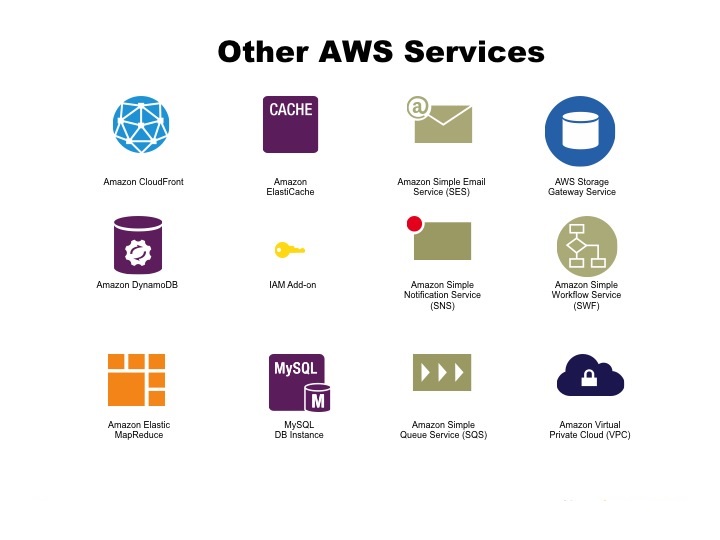 Other AWS Services
CACHE
@
Amazon CloudFront
Amazon
ElastiCache
Amazon Simple Email
Service (SES)
AWS Storage
Gateway Service
Amazon DynamoDB
IAM Add-on
Amazon Simple
Notification Service
(SNS)
Amazon Simple
Workflow Service
(SWF)
MySQL
M
Amazon Elastic
MapReduce
MySQL
DB Instance
Amazon Simple
Queue Service (SQS)
Amazon Virtual
Private Cloud (VPC)